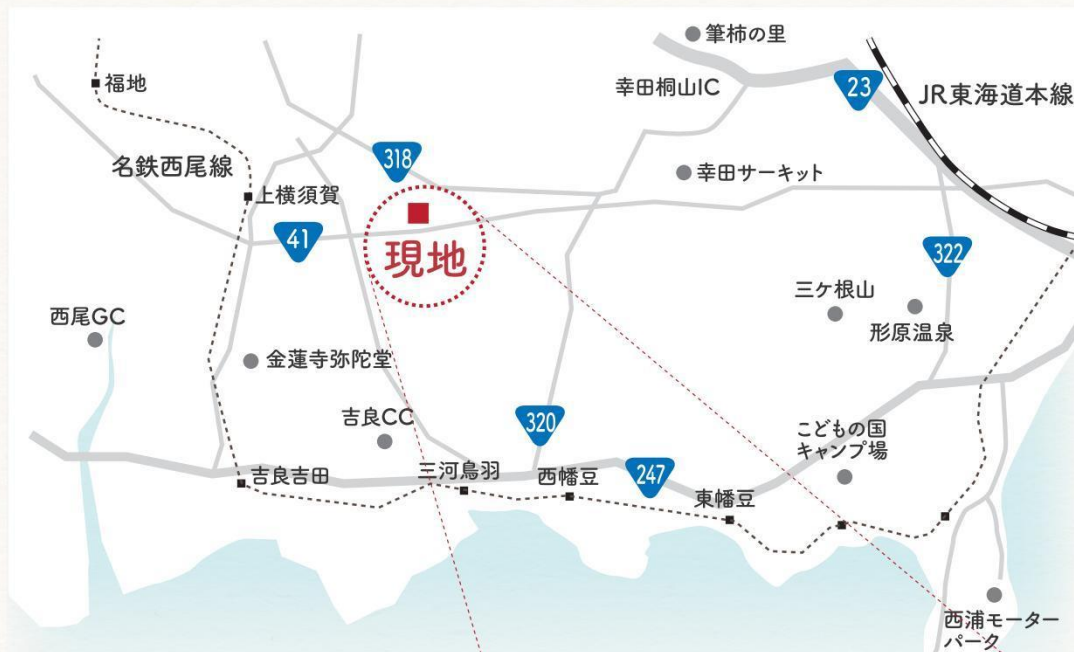 筆柿の里
福地
幸田桐山IC
23
JR東海道本線
名鉄西尾線
318
幸田サーキット
上横須賀
41
現地
322
三ケ根山
形原温泉
西尾GC
金蓮寺弥陀堂
吉良CC
320
こどもの国
キャンプ場
吉良吉田
三河鳥羽
西幡豆
247
東幡豆
西浦モーター
パーク